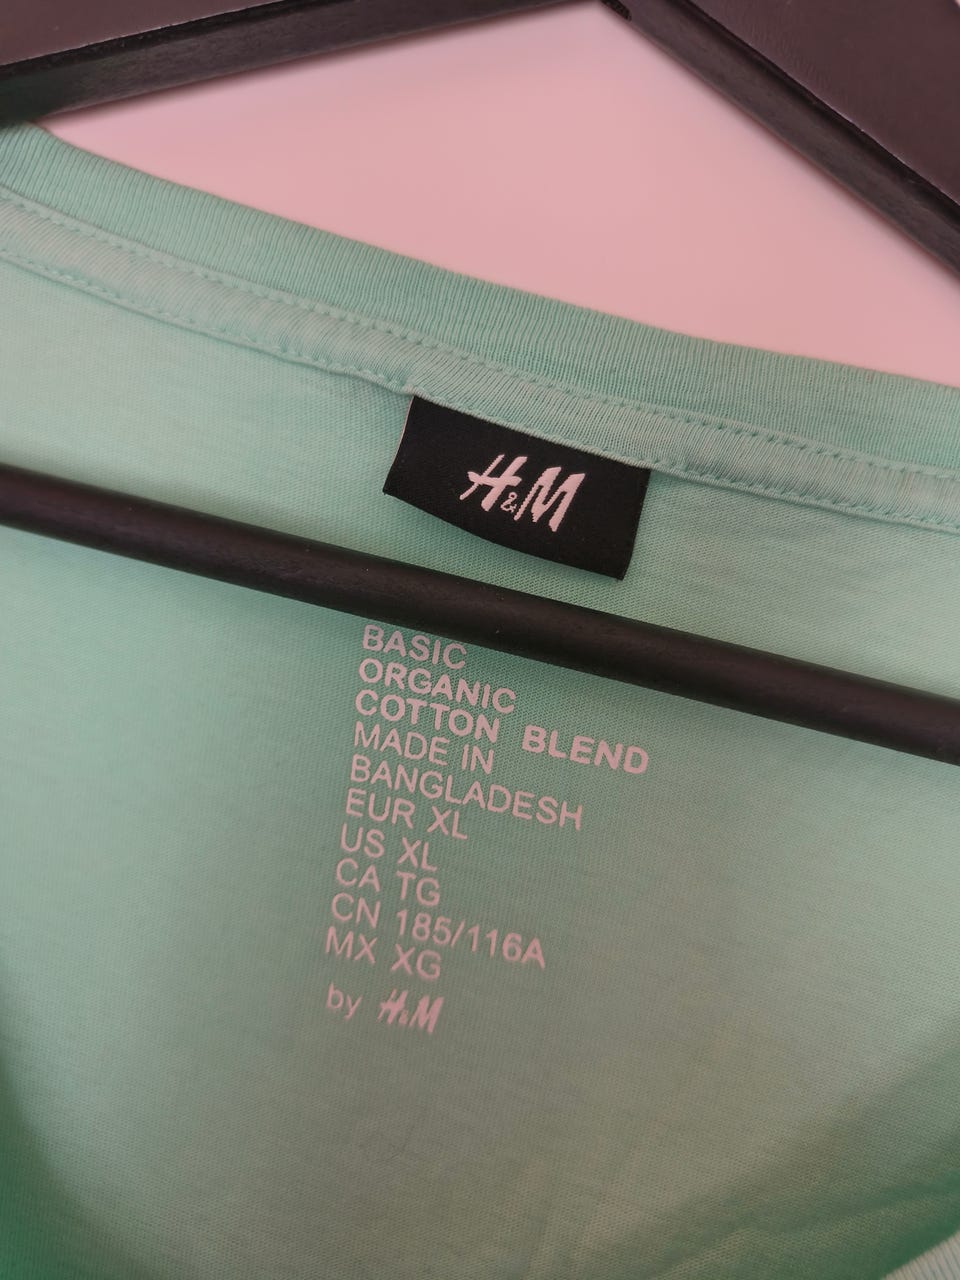 H&M
BASIC
ORGANIC
COTTON BLEND
MADE IN
BANGLADESH
EUR XL
US XL
CA TG
CN 185/116A
MX XG
by H&M